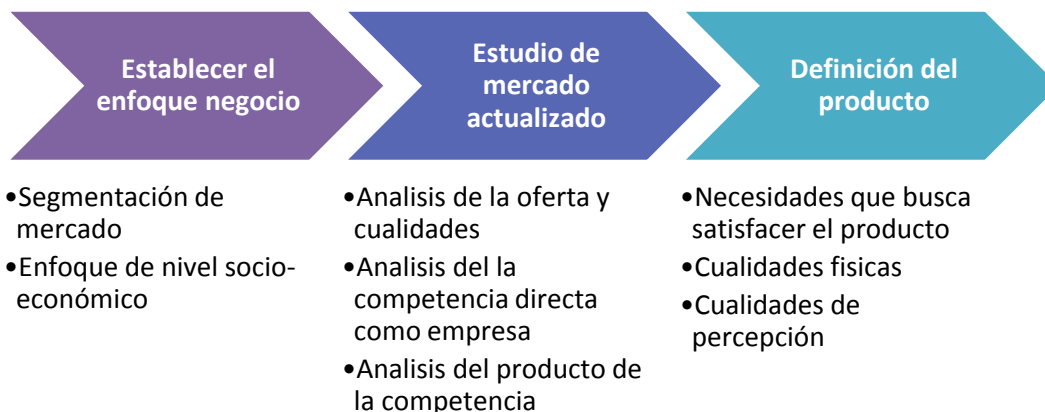 Establecer el
enfoque negocio
•Segmentación de
mercado
•Enfoque de nivel socio-
económico
Estudio de
mercado
actualizado
•Analisis de la oferta y
cualidades
•Analisis del la
competencia directa
como empresa
•Analisis del producto de
la competencia
Definición del
producto
•Necesidades que busca
satisfacer el producto
•Cualidades fisicas
•Cualidades de
percepción